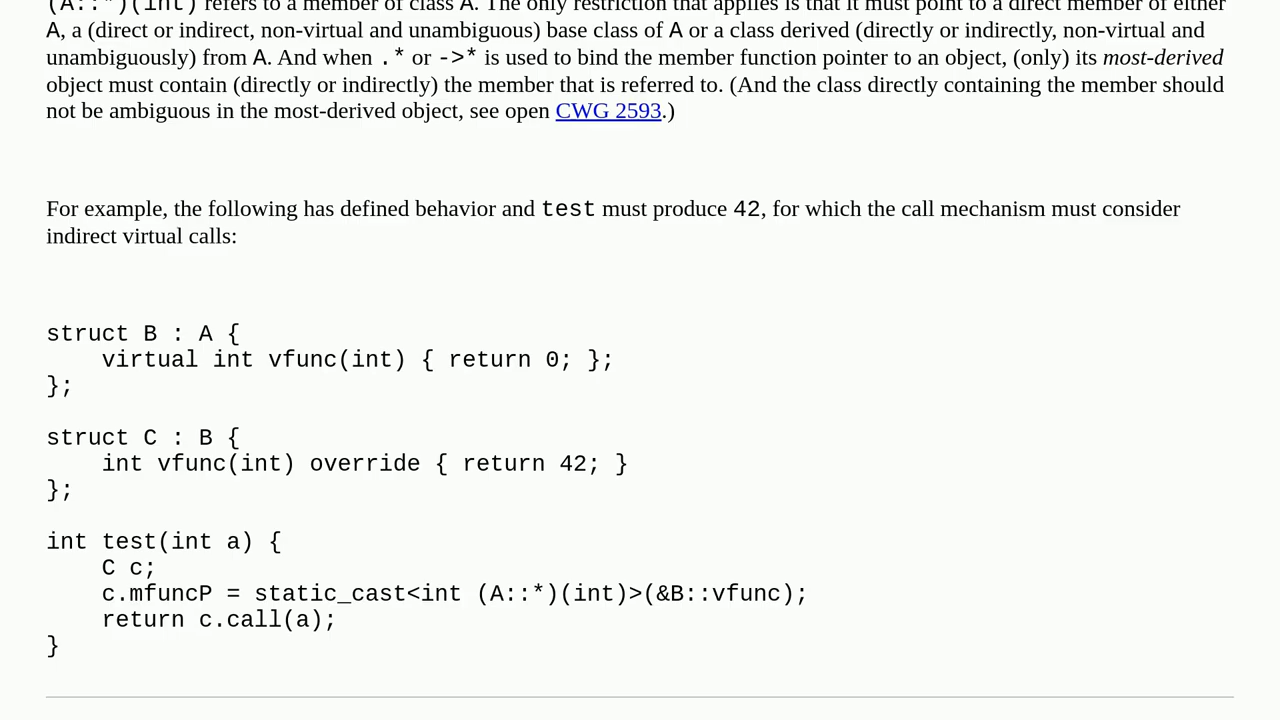 (A::*)(int) refers to a member of class A. The only restriction that applies is that it must point to a direct member of either
A, a (direct or indirect, non-virtual and unambiguous) base class of A or a class derived (directly or indirectly, non-virtual and
unambiguously) from A. And when .* or ->* is used to bind the member function pointer to an object, (only) its most-derived
object must contain (directly or indirectly) the member that is referred to. (And the class directly containing the member should
not be ambiguous in the most-derived object, see open CWG 2593.)
For example, the following has defined behavior and test must produce 42, for which the call mechanism must consider
indirect virtual calls:
struct B : A {
    virtual int vfunc(int) { return 0; };
};
struct C : B {
    int vfunc(int) override { return 42; }
};
int test(int a) {
    C c;
    c.mfuncP = static_cast<int (A::*)(int)>(&B::vfunc);
    return c.call(a);
}